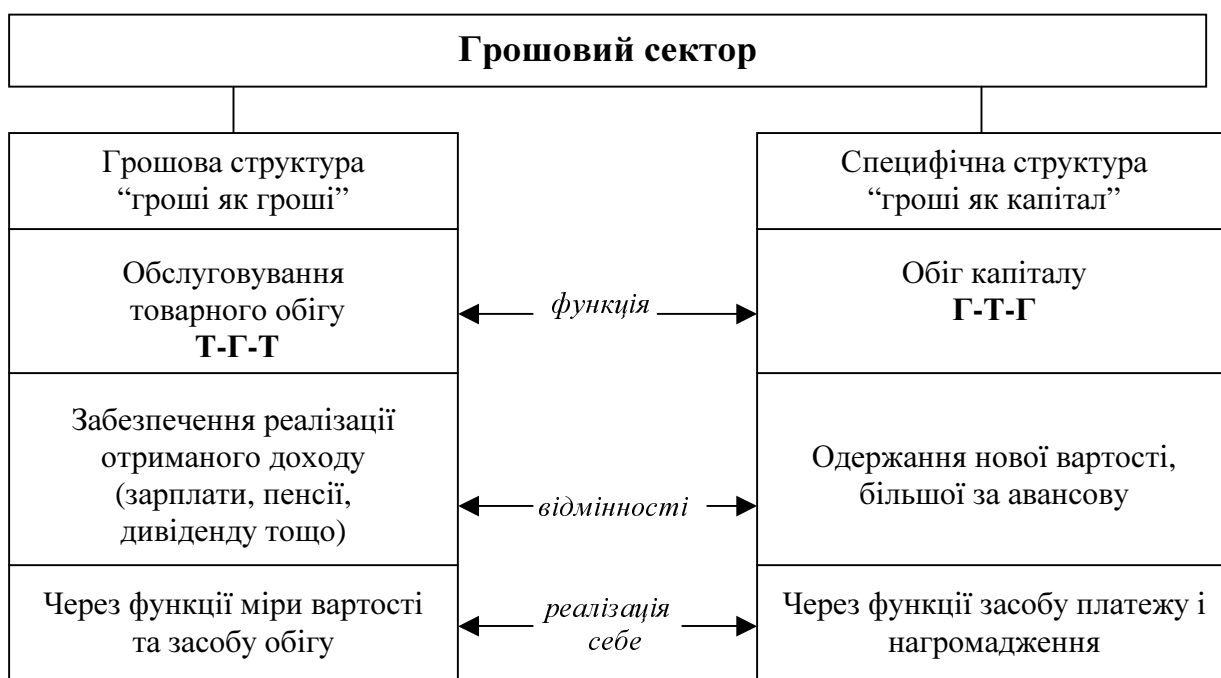 Грошовий сектор
Грошова структура
“гроші як гроші”
Специфічна структура
“гроші як капітал”
Обслуговування
товарного обігу
Т-Г-Т
функція
Обіг капіталу
Г-Т-Г
Забезпечення реалізації
отриманого доходу
(зарплати, пенсії,
дивіденду тощо)
відмінності
Одержання нової вартості,
більшої за авансову
Через функції міри вартості
та засобу обігу
реалізація
себе
Через функції засобу платежу і
нагромадження